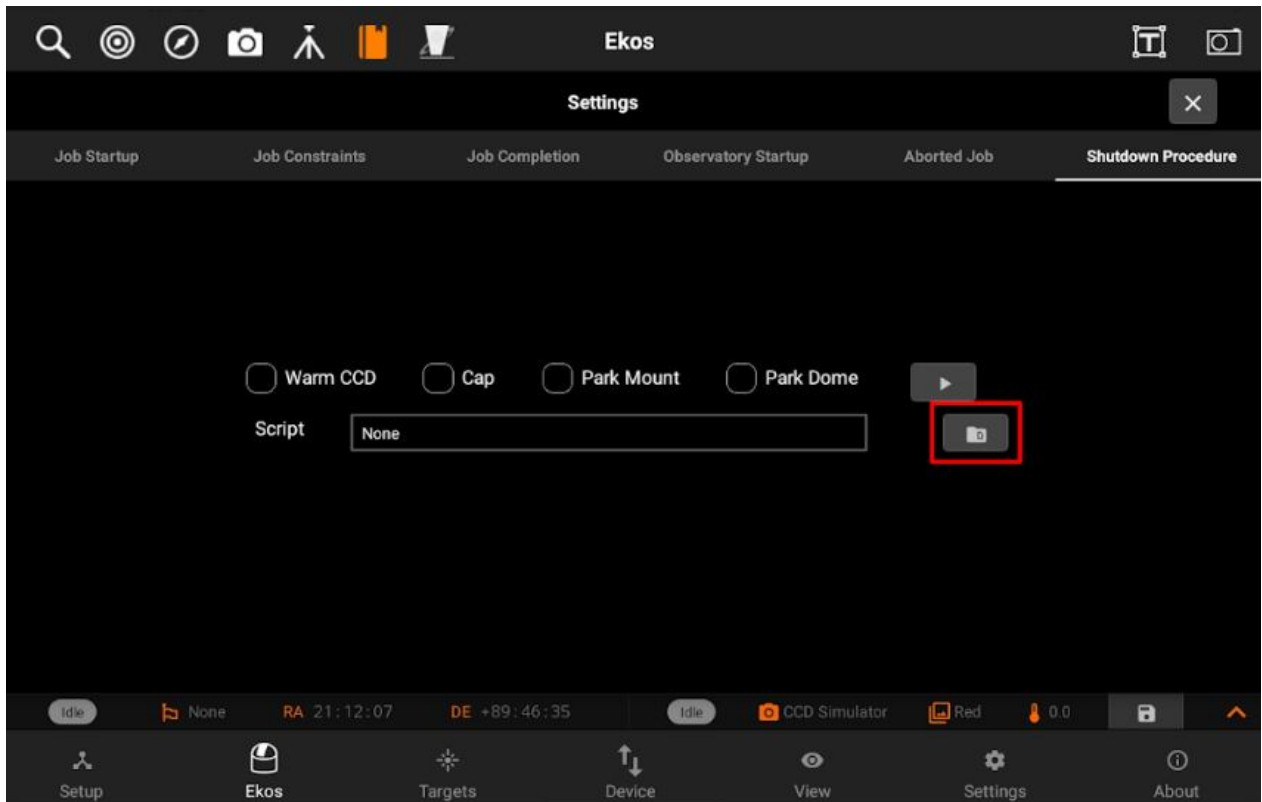 Ekos
T
Settings
Job Startup Job Constraints Job Completion Observatory Startup Aborted Job Shutdown Procedure
Warm CCD Cap Park Mount Park Dome
Script None
Idle None RA 21:12:07 DE +89:46:35 Idle CCD Simulator Red 0.0
Setup Ekos Targets Device View Settings About